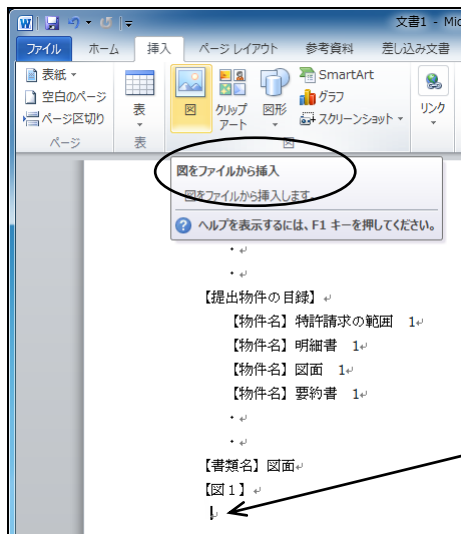 文書1 - Mic
ファイル ホーム 挿入 ページ レイアウト 参考資料 差し込み文書
表紙
空白のページ
ページ区切り
ページ
表
表
図
クリップ
アート
図形
SmartArt
グラフ
スクリーンショット
図
リンク
図をファイルから挿入
図をファイルから挿入します。
ヘルプを表示するには、F1 キーを押してください。
・
・
【提出物件の目録】
【物件名】特許請求の範囲 1
【物件名】明細書 1
【物件名】図面 1
【物件名】要約書 1
・
・
【書類名】図面
【図1】